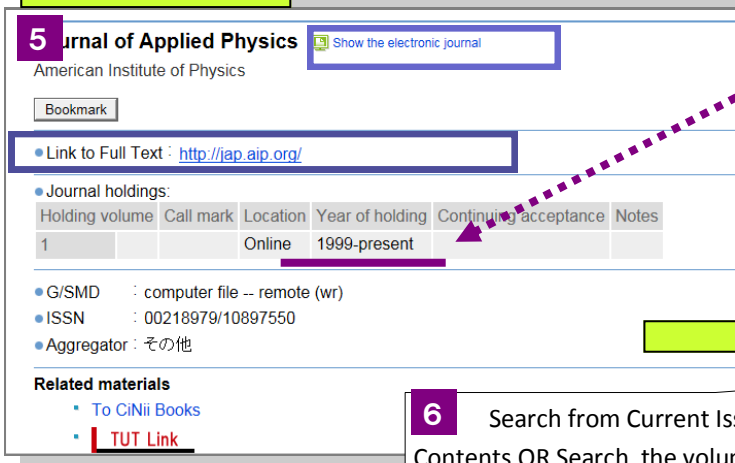 5 urnal of Applied Physics Show the electronic journal
American Institute of Physics
Bookmark
Link to Full Text : http://jap.aip.org/
Journal holdings:
Holding volume Call mark Location Year of holding Continuing acceptance Notes
1 Online 1999-present
G/SMD : computer file -- remote (wr)
ISSN : 00218979/10897550
Aggregator : その他
Related materials
To CiNii Books
TUT Link
6 Search from Current Is
Contents OR Search the volu